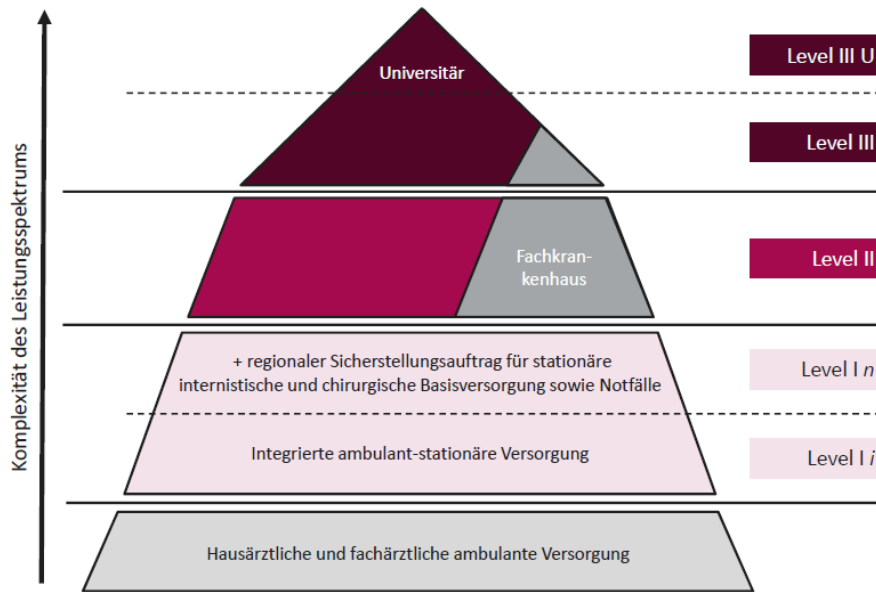 Komplexität des Leistungsspektrums
Universitär
Level III U
Level III
Fachkran-
kenhaus
Level II
+ regionaler Sicherstellungsauftrag für stationäre
internistische und chirurgische Basisversorgung sowie Notfälle
Level I n
Integrierte ambulant-stationäre Versorgung
Level I i
Hausärztliche und fachärztliche ambulante Versorgung